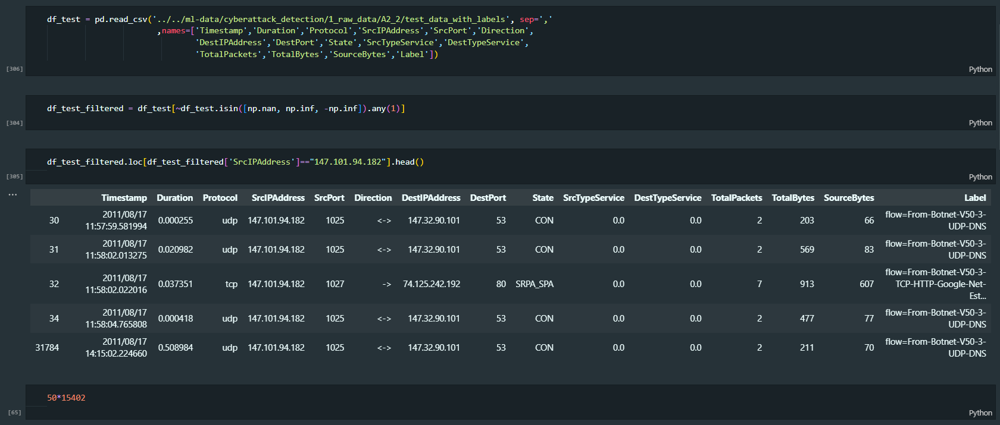 df_test = pd.read_csv('../../ml-data/cyberattack_detection/1_raw_data/A2_2/test_data_with_labels', sep=','
,names=['Timestamp','Duration','Protocol','SrcIPAddress','SrcPort','Direction',
'DestIPAddress','DestPort','State','SrcTypeService','DestTypeService',
'TotalPackets','TotalBytes','SourceBytes','Label'])
[306]
Python
df_test_filtered = df_test[~df_test.isin([np.nan, np.inf, -np.inf]).any(1)]
[304]
Python
df_test_filtered.loc[df_test_filtered['SrcIPAddress']=="147.101.94.182"].head()
[305]
Python
...
Timestamp Duration Protocol SrcIPAddress SrcPort Direction DestIPAddress DestPort State SrcTypeService DestTypeService TotalPackets TotalBytes SourceBytes Label
30 2011/08/17 11:57:59.581994 0.000255 udp 147.101.94.182 1025 <-> 147.32.90.101 53 CON 0.0 0.0 2 203 66 flow=From-Botnet-V50-3-UDP-DNS
31 2011/08/17 11:58:02.013275 0.020982 udp 147.101.94.182 1025 <-> 147.32.90.101 53 CON 0.0 0.0 2 569 83 flow=From-Botnet-V50-3-UDP-DNS
32 2011/08/17 11:58:02.022016 0.037351 tcp 147.101.94.182 1027 -> 74.125.242.192 80 SRPA_SPA 0.0 0.0 7 913 607 flow=From-Botnet-V50-3-TCP-HTTP-Google-Net-Est...
34 2011/08/17 11:58:04.765808 0.000418 udp 147.101.94.182 1025 <-> 147.32.90.101 53 CON 0.0 0.0 2 477 77 flow=From-Botnet-V50-3-UDP-DNS
31784 2011/08/17 14:15:02.224660 0.508984 udp 147.101.94.182 1025 <-> 147.32.90.101 53 CON 0.0 0.0 2 211 70 flow=From-Botnet-V50-3-UDP-DNS
50*15402
[65]
Python